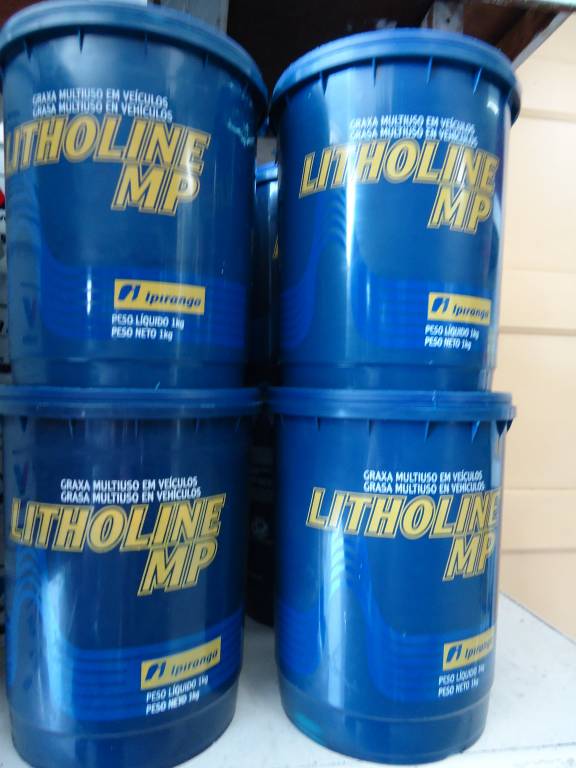 GRAXA MULTIUSO EM VEÍCULOS
GRASA MULTIUSO EN VEHÍCULOS
LITHOLINE
MP
Ipiranga
PESO LÍQUIDO 1kg
PESO NETO 1kg
GRAXA MULTIUSO EM VEÍCULOS
GRASA MULTIUSO EN VEHÍCULOS
LITHOLINE
MP
Ipiranga
PESO LÍQUIDO 1kg
PESO NETO 1kg
GRAXA MULTIUSO EM VEÍCULOS
GRASA MULTIUSO EN VEHÍCULOS
LITHOLINE
MP
Ipiranga
PESO LÍQUIDO 1kg
PESO NETO 1kg
GRAXA MULTIUSO EM VEÍCULOS
GRASA MULTIUSO EN VEHÍCULOS
LITHOLINE
MP
Ipiranga
PESO LÍQUIDO 1kg
PESO NETO 1kg